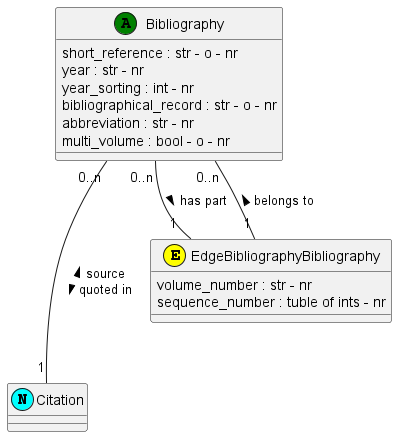 A Bibliography
short_reference : str - o - nr
year : str - nr
year_sorting : int - nr
bibliographical_record : str - o - nr
abbreviation : str - nr
multi_volume : bool - o - nr
0..n 0..n 0..n
has part
belongs to
1 1
E EdgeBibliographyBibliography
volume_number : str - nr
sequence_number : tuble of ints - nr
source
quoted in
1
N Citation